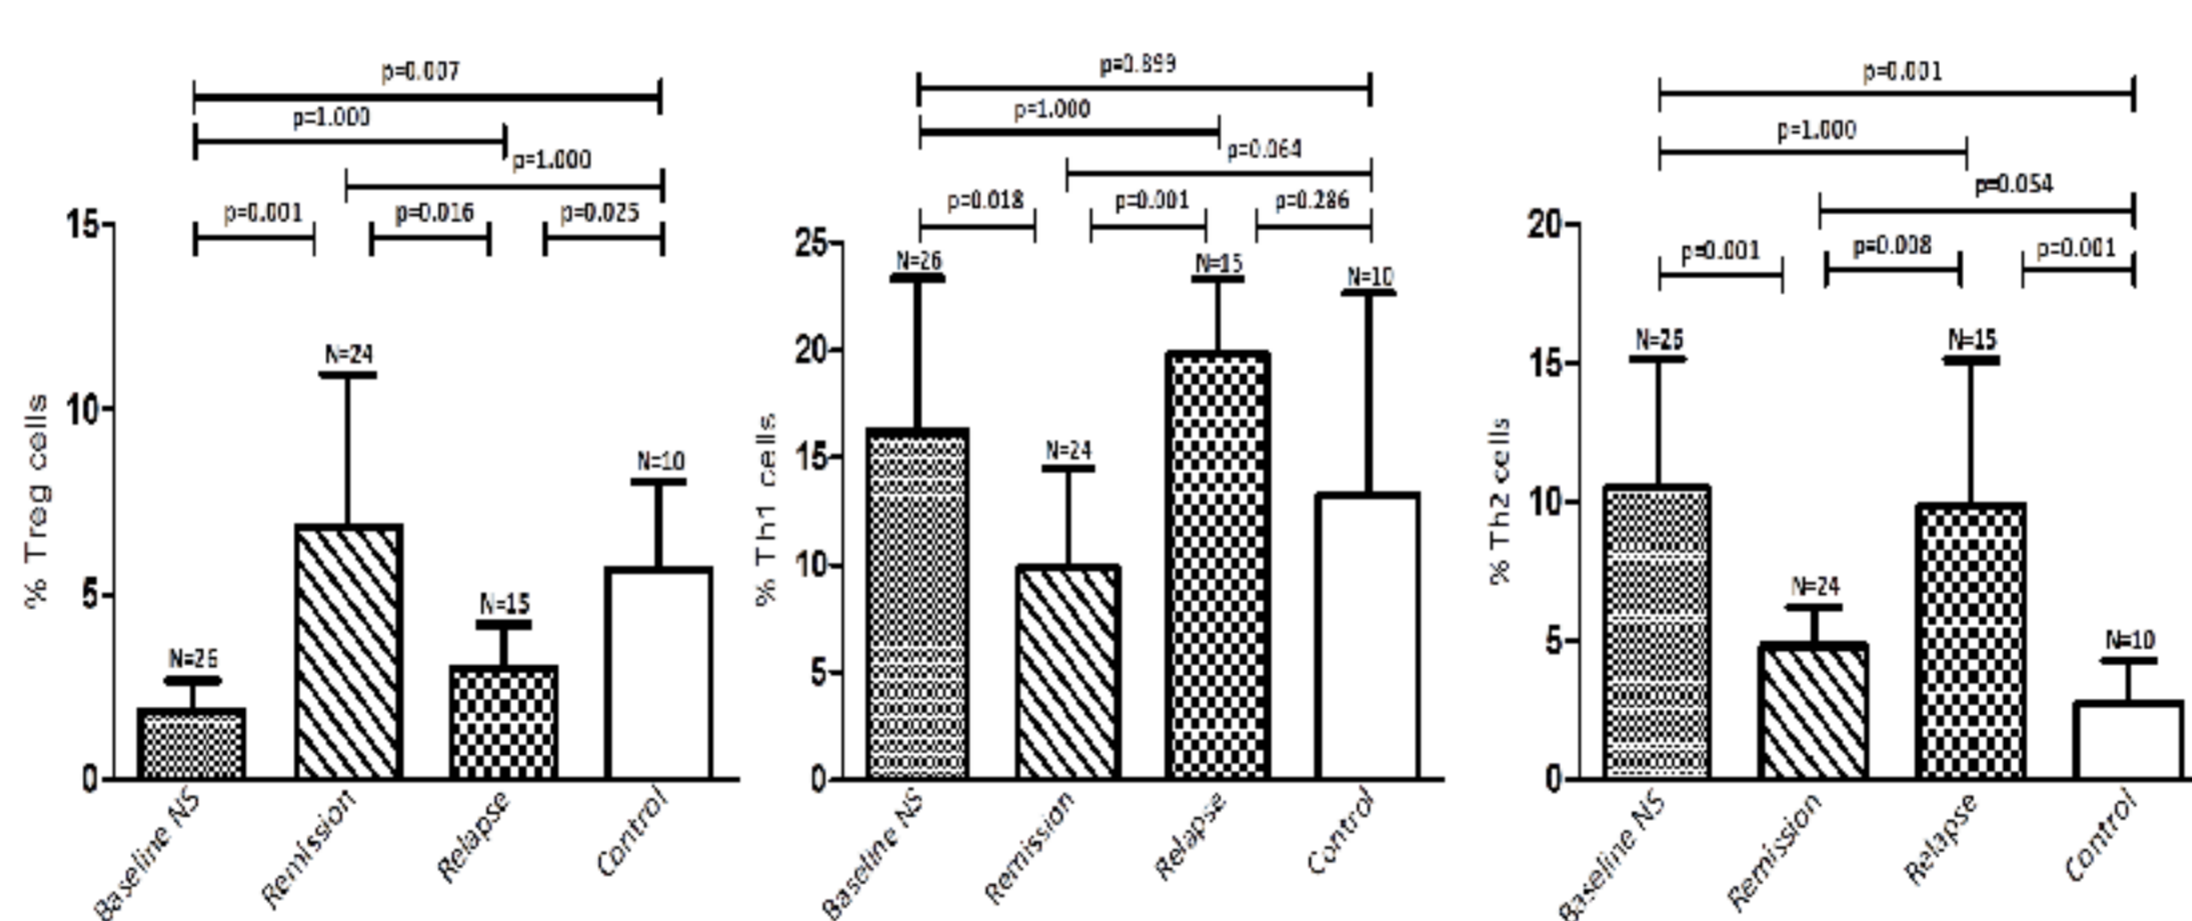 p=0.007
p=1.000
p=1.000
p=0.001 p=0.016 p=0.025
15
10
5
0
% Treg cells
N=26
N=24
N=15
N=10
Baseline NS
Remission
Relapse
Control
p=0.899
p=1.000
p=0.064
p=0.018 p=0.001 p=0.286
25
20
15
10
5
0
% Th1 cells
N=26
N=24
N=15
N=10
Baseline NS
Remission
Relapse
Control
p=0.001
p=1.000
p=0.054
p=0.001 p=0.008 p=0.001
20
15
10
5
0
% Th2 cells
N=26
N=24
N=15
N=10
Baseline NS
Remission
Relapse
Control